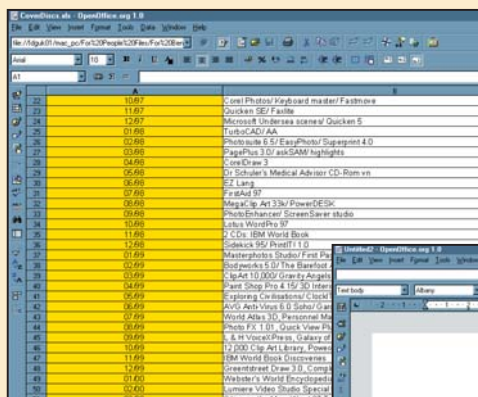 CoverDiscs.xls - OpenOffice.org 1.0
File Edit View Insert Format Tools Data Window Help
Arial 10
A1
A B
22 10/97 Corel Photos/ Keyboard master/ Fastmove
23 11/97 Quicken SE/ Faxlite
24 12/97 Microsoft Undersea scenes/ Quicken 5
25 01/98 TurboCAD/ AA
26 02/98 Photosuite 6.5/ EasyPhoto/ Superprint 4.0
27 03/98 PagePlus 3.0/ askSAM/ highlights
28 04/98 CorelDraw 3
29 05/98 Dr Schuler's Medical Advisor CD-Rom vn
30 06/98 EZ Lang
31 07/98 FirstAid 97
32 08/98 MegaClip Art 33k/ PowerDESK
33 09/98 PhotoEnhancer/ ScreenSaver studio
34 10/98 Lotus WordPro 97
35 11/98 2 CDs: IBM World Book
36 12/98 Sidekick 95/ PrintIT! 1.0
37 01/99 Masterphotos Studio/ First
38 02/99 Bodyworks 5.0/ The Barefoot
39 03/99 ClipArt 10,000/ Gravity Angels
40 04/99 Paint Shop Pro 4.15/ 3D
41 05/99 Exploring Civilisations/
42 06/99 AVG Anti-Virus 6.0 Soho/
43 07/99 World Atlas 3D, Personnel
44 08/99 Photo FX 1.01, Quick View
45 09/99 L & H VoiceXPress, Galaxy of
46 10/99 12,000 Clip Art Library,
47 11/99 IBM World Book Discoveries
48 12/99 Greenstreet Draw 3.0,
49 01/00 Webster's World
50 02/00 Lumiere Video Studio Special
Untitled2 - OpenOffice.org 1.0
File Edit View Insert Format Tools Window
Text body Albany